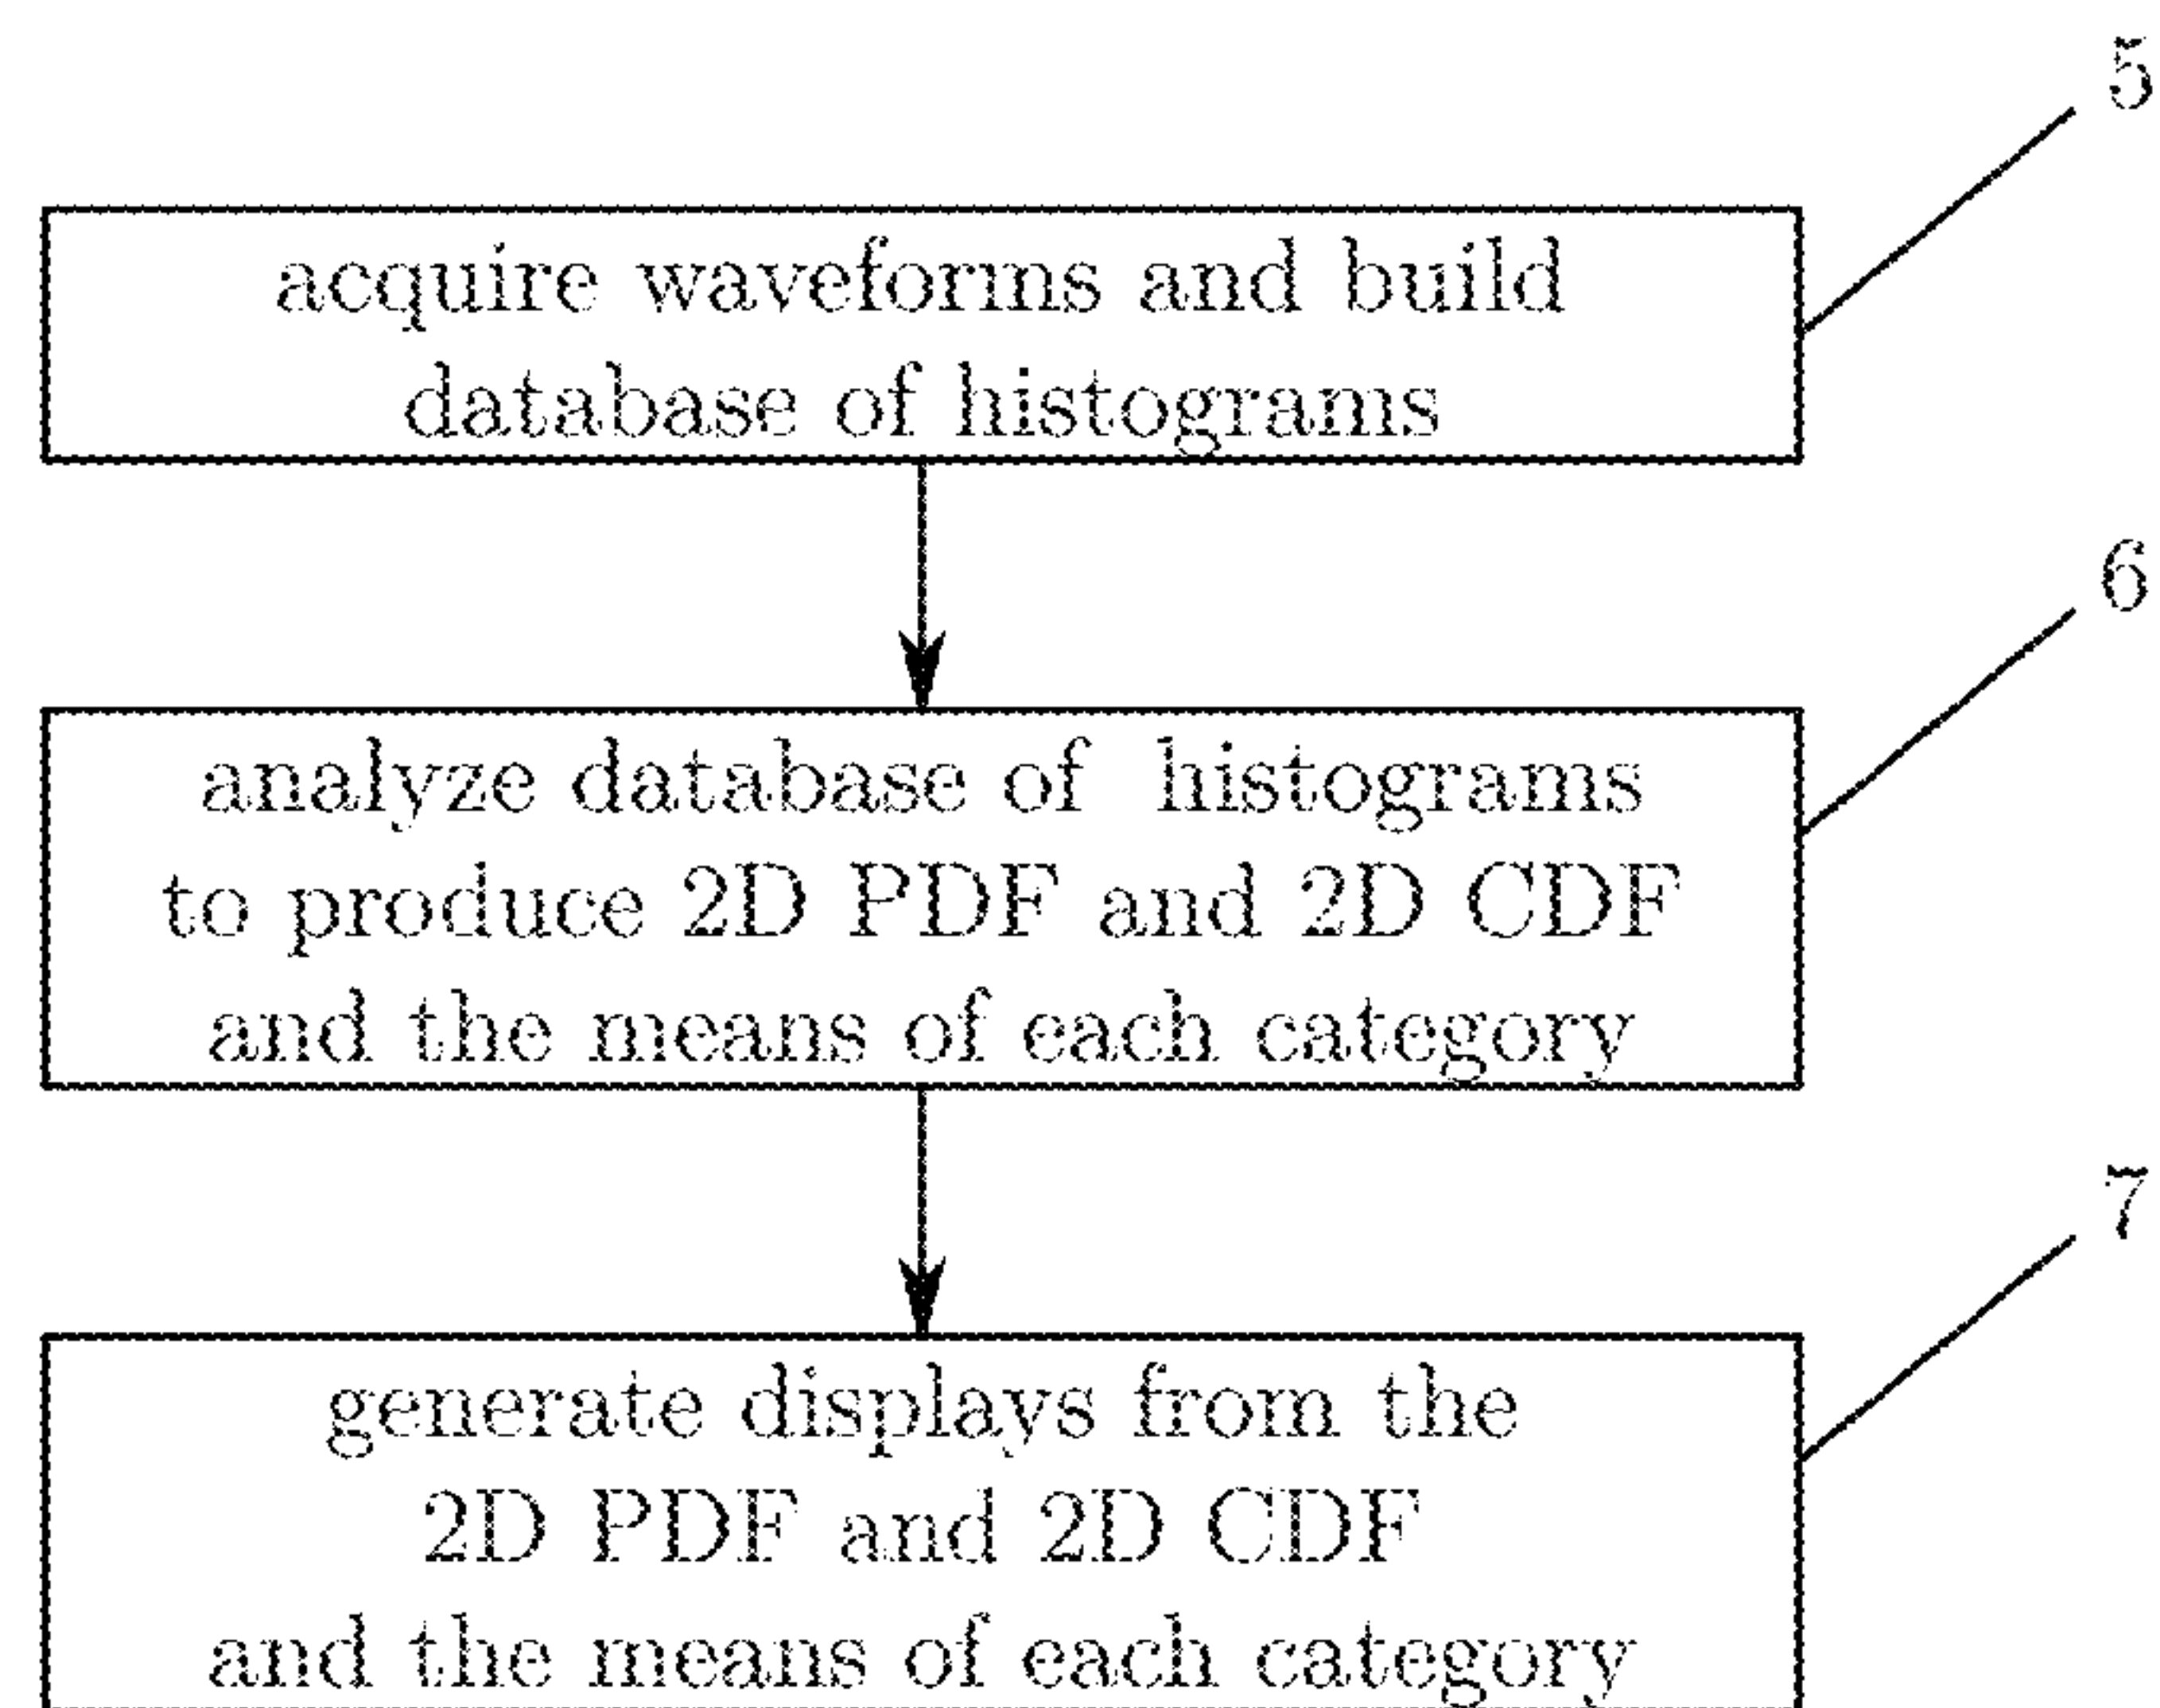 5
acquire waveforms and build
database of histograms
6
analyze database of histograms
to produce 2D PDF and 2D CDF
and the means of each category
7
generate displays from the
2D PDF and 2D CDF
and the means of each category